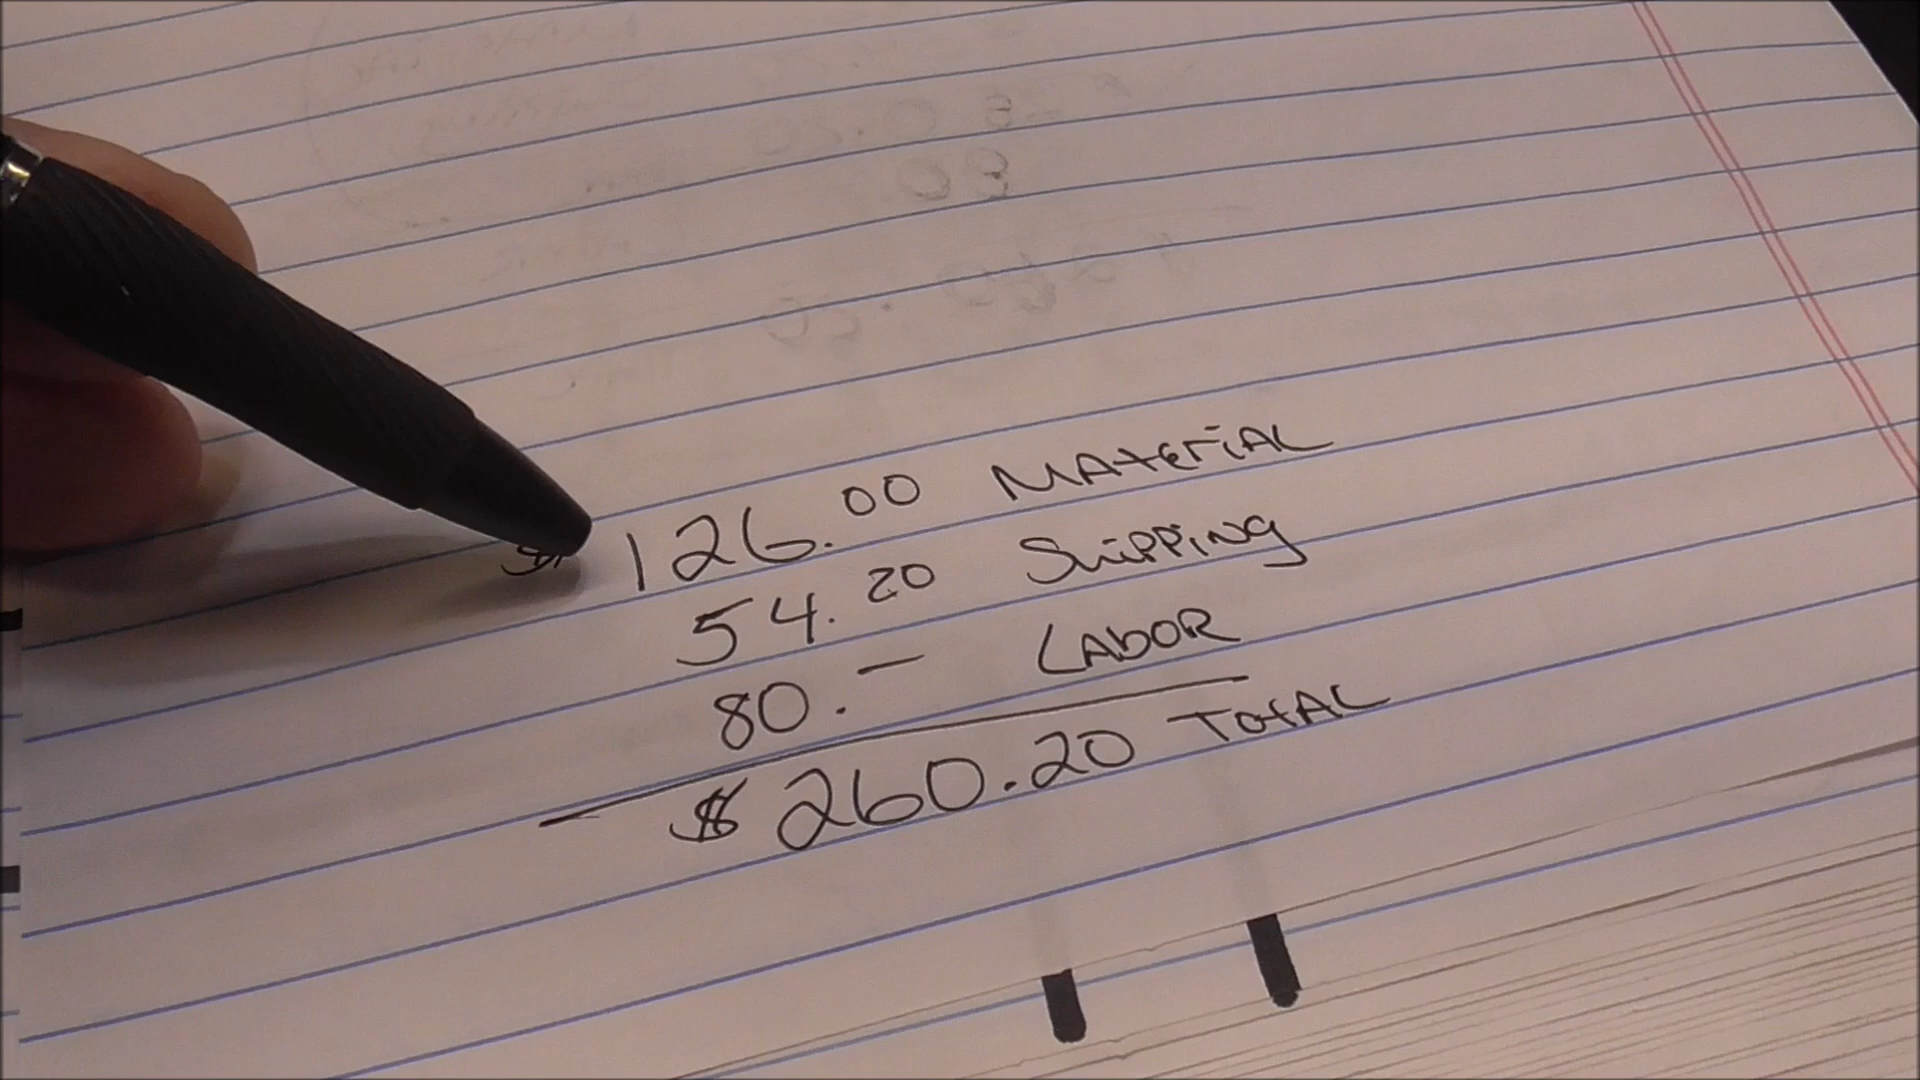 $ 126.00 MATERIAL
54.20 Shipping
80.— LABOR
$ 260.20 TOTAL